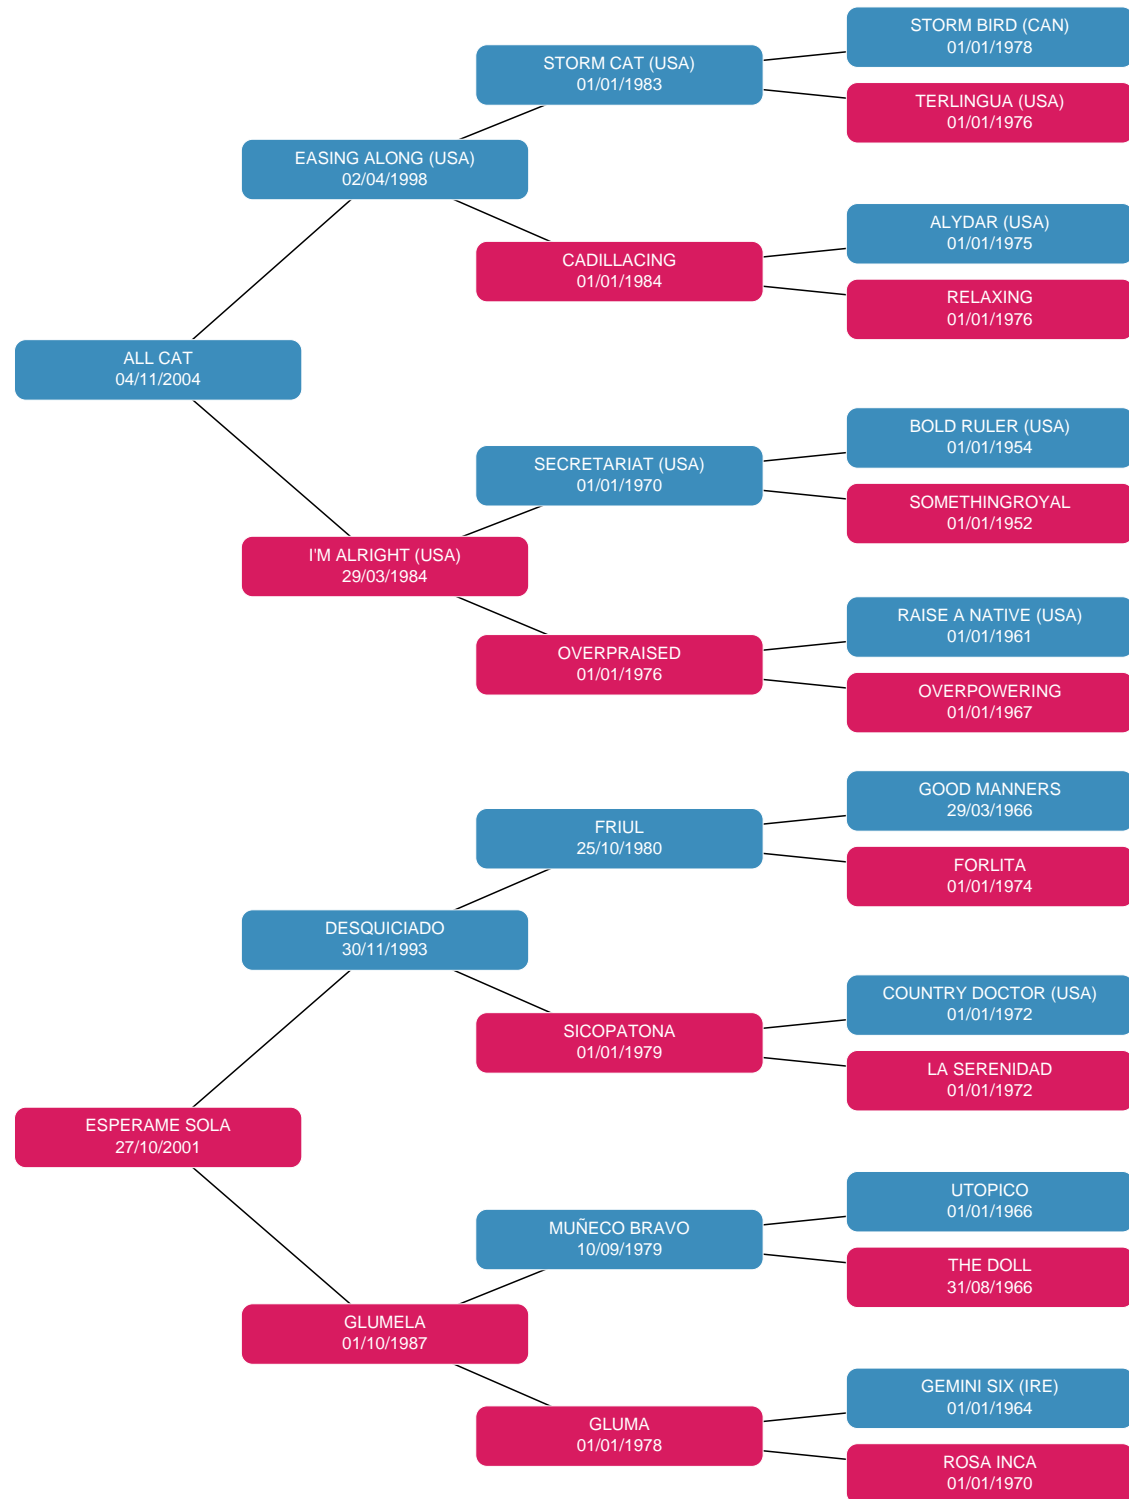 STORM BIRD (CAN)
01/01/1978
STORM CAT (USA)
01/01/1983
TERLINGUA (USA)
01/01/1976
EASING ALONG (USA)
02/04/1998
ALYDAR (USA)
01/01/1975
CADILLACING
01/01/1984
RELAXING
01/01/1976
ALL CAT
04/11/2004
BOLD RULER (USA)
01/01/1954
SECRETARIAT (USA)
01/01/1970
SOMETHINGROYAL
01/01/1952
I'M ALRIGHT (USA)
29/03/1984
RAISE A NATIVE (USA)
01/01/1961
OVERPRAISED
01/01/1976
OVERPOWERING
01/01/1967
GOOD MANNERS
29/03/1966
FRIUL
25/10/1980
FORLITA
01/01/1974
DESQUICIADO
30/11/1993
COUNTRY DOCTOR (USA)
01/01/1972
SICOPATONA
01/01/1979
LA SERENIDAD
01/01/1972
ESPERAME SOLA
27/10/2001
UTOPICO
01/01/1966
MUÑECO BRAVO
10/09/1979
THE DOLL
31/08/1966
GLUMELA
01/10/1987
GEMINI SIX (IRE)
01/01/1964
GLUMA
01/01/1978
ROSA INCA
01/01/1970